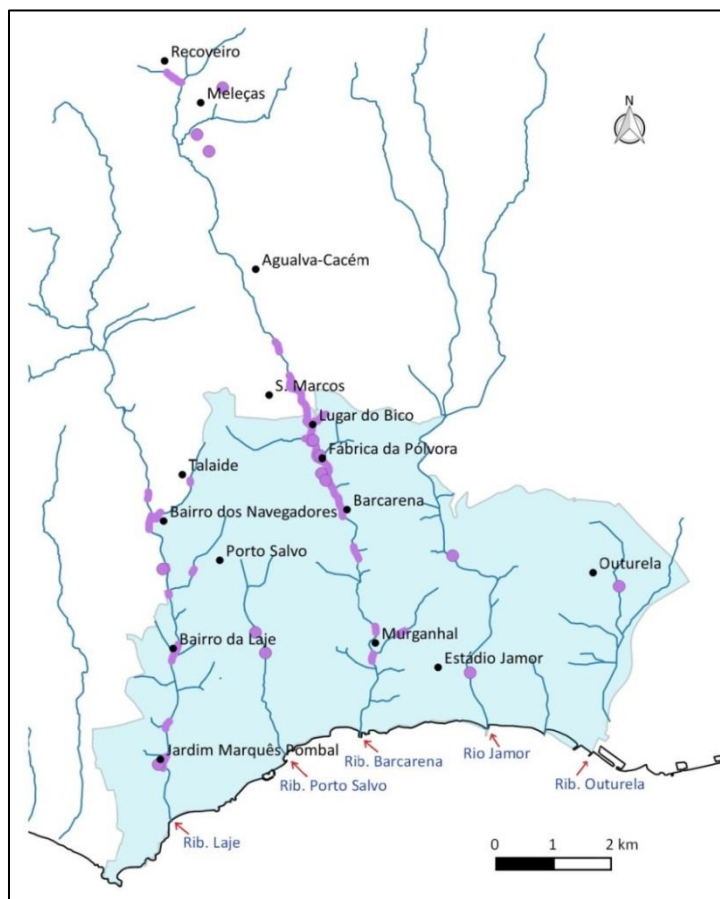 Recoveiro
Meleças
N
Agualva-Cacém
S. Marcos
Lugar do Bico
Fábrica da Pólvora
Talaide
Barcarena
Bairro dos Navegadores
Porto Salvo
Outurela
Bairro da Laje
Murganhal
Estádio Jamor
Jardim Marquês Pombal
Rib. Barcarena
Rio Jamor
Rib. Porto Salvo
Rib. Outurela
Rib. Laje
0 1 2 km